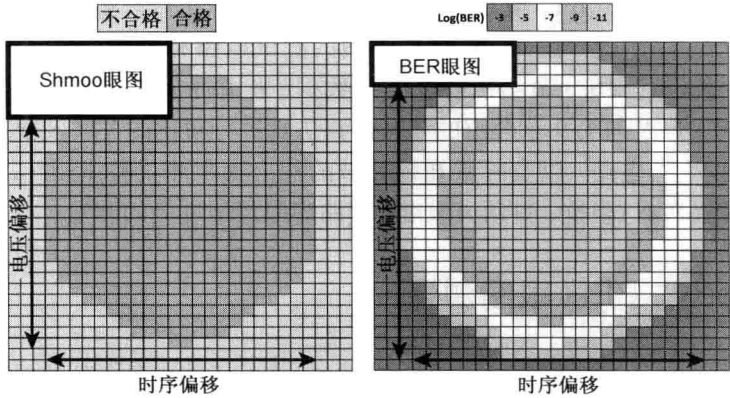 不合格 合格
Log(BER) -3 -5 -7 -9 -11
Shmoo眼图
BER眼图
电压偏移
电压偏移
时序偏移
时序偏移